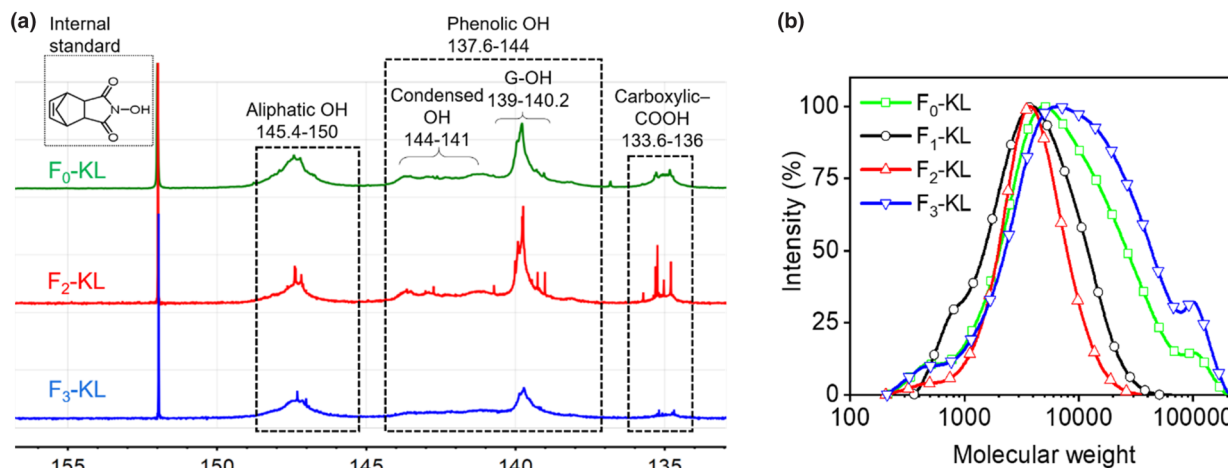 (a)
Internal
standard
O
N-OH
O
Phenolic OH
137.6-144
G-OH
139-140.2
Aliphatic OH
145.4-150
Condensed
OH
144-141
Carboxylic–
COOH
133.6-136
F0-KL
F2-KL
F3-KL
155
150
145
140
135
(b)
F0-KL
F1-KL
F2-KL
F3-KL
100
75
50
25
0
Intensity (%)
100
1000
10000
100000
Molecular weight